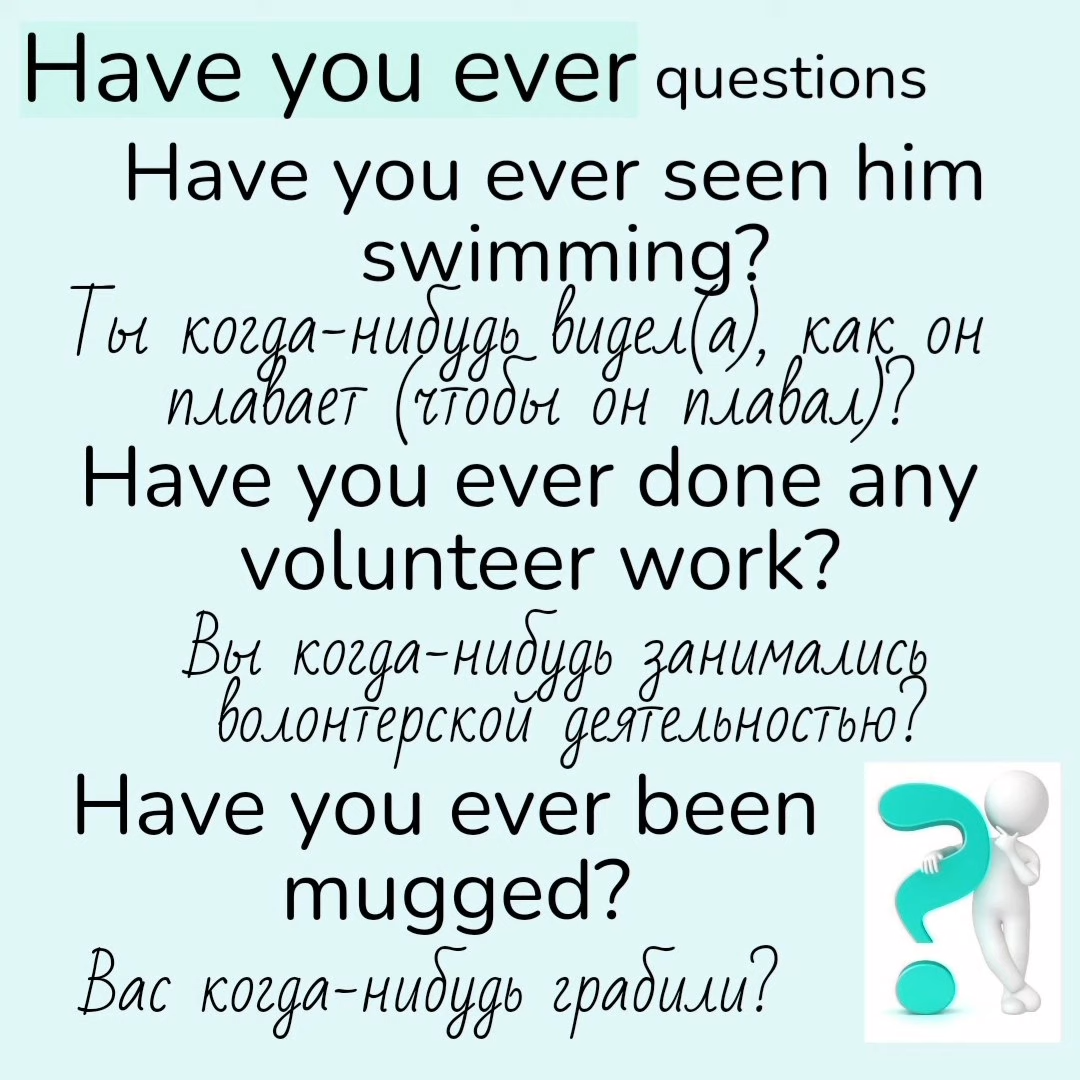 Have you ever questions
Have you ever seen him
swimming?
Ты когда-нибудь видел(а), как он
плавает (чтобы он плавал)?
Have you ever done any
volunteer work?
Вы когда-нибудь занимались
волонтерской деятельностью?
Have you ever been
mugged?
Вас когда-нибудь грабили?